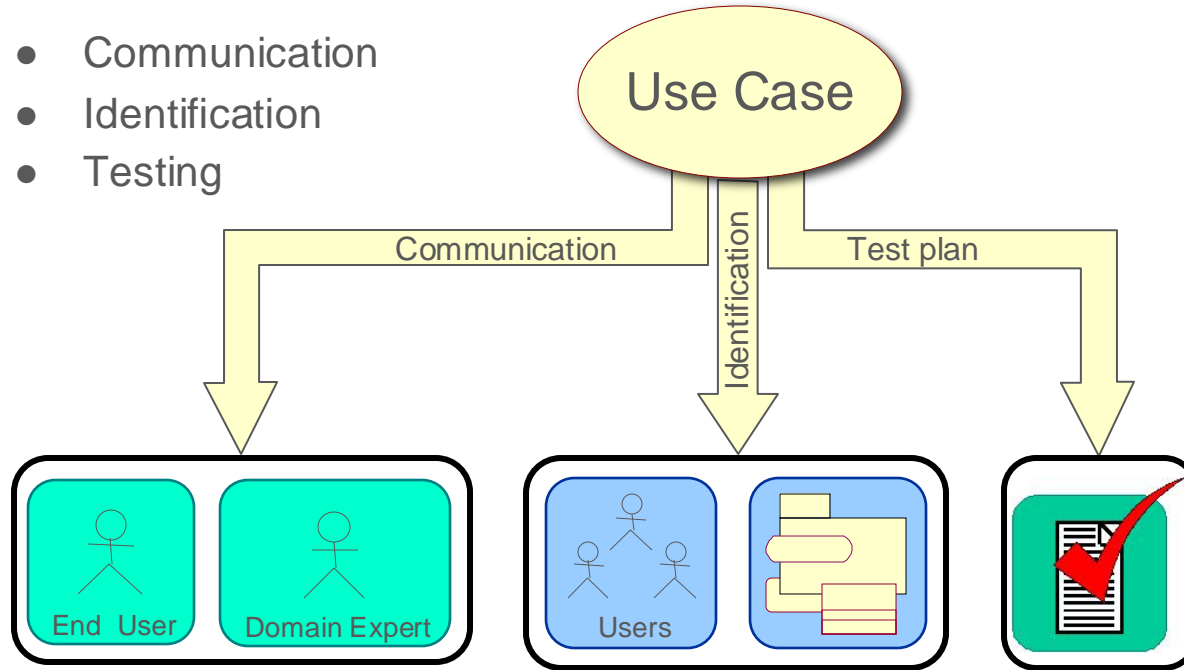 ● Communication
● Identification
● Testing
Use Case
Communication
Identification
Test plan
End User
Domain Expert
Users